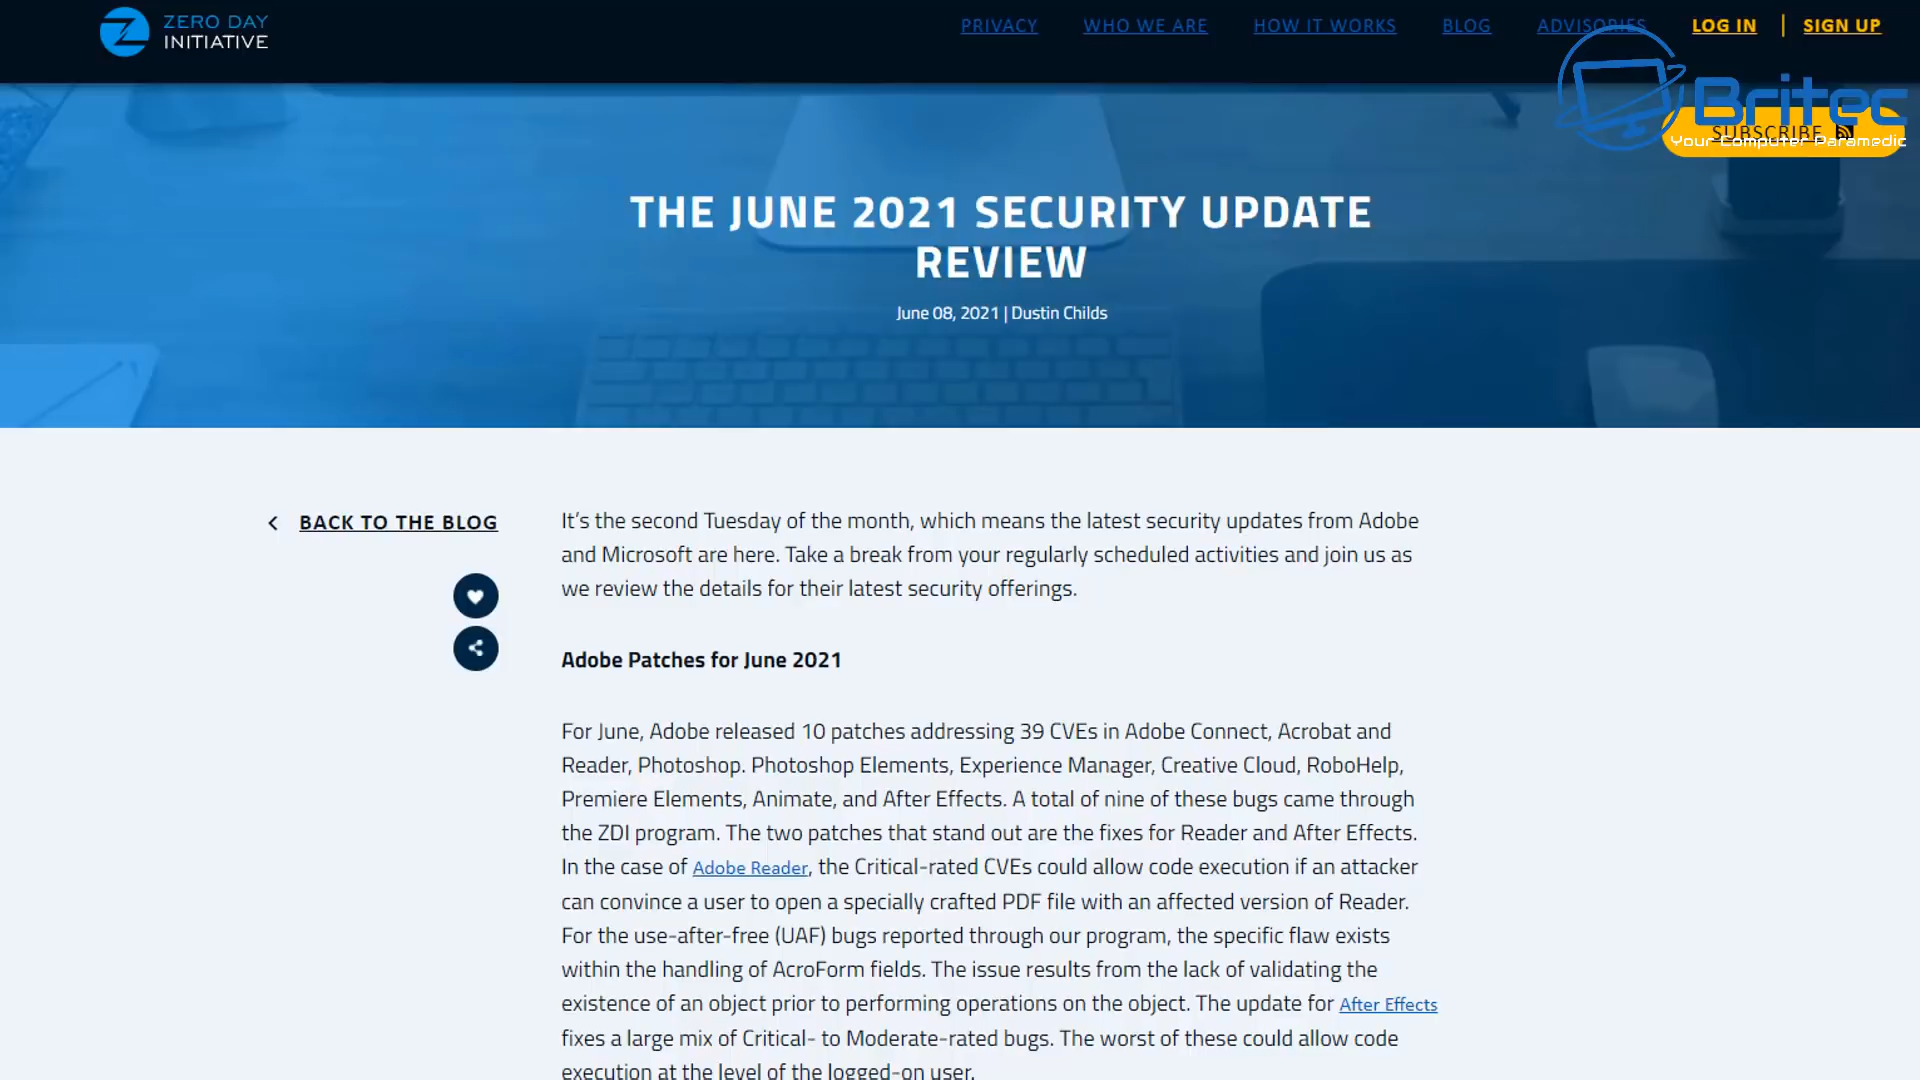 ZERO DAY
INITIATIVE
PRIVACY WHO WE ARE HOW IT WORKS BLOG ADVISORIES LOG IN | SIGN UP
Britec
SUBSCRIBE
Your Computer Paramedic
THE JUNE 2021 SECURITY UPDATE
REVIEW
June 08, 2021 | Dustin Childs
BACK TO THE BLOG
It’s the second Tuesday of the month, which means the latest security updates from Adobe
and Microsoft are here. Take a break from your regularly scheduled activities and join us as
we review the details for their latest security offerings.
Adobe Patches for June 2021
For June, Adobe released 10 patches addressing 39 CVEs in Adobe Connect, Acrobat and
Reader, Photoshop. Photoshop Elements, Experience Manager, Creative Cloud, RoboHelp,
Premiere Elements, Animate, and After Effects. A total of nine of these bugs came through
the ZDI program. The two patches that stand out are the fixes for Reader and After Effects.
In the case of Adobe Reader, the Critical-rated CVEs could allow code execution if an attacker
can convince a user to open a specially crafted PDF file with an affected version of Reader.
For the use-after-free (UAF) bugs reported through our program, the specific flaw exists
within the handling of AcroForm fields. The issue results from the lack of validating the
existence of an object prior to performing operations on the object. The update for After Effects
fixes a large mix of Critical- to Moderate-rated bugs. The worst of these could allow code
execution at the level of the logged-on user.